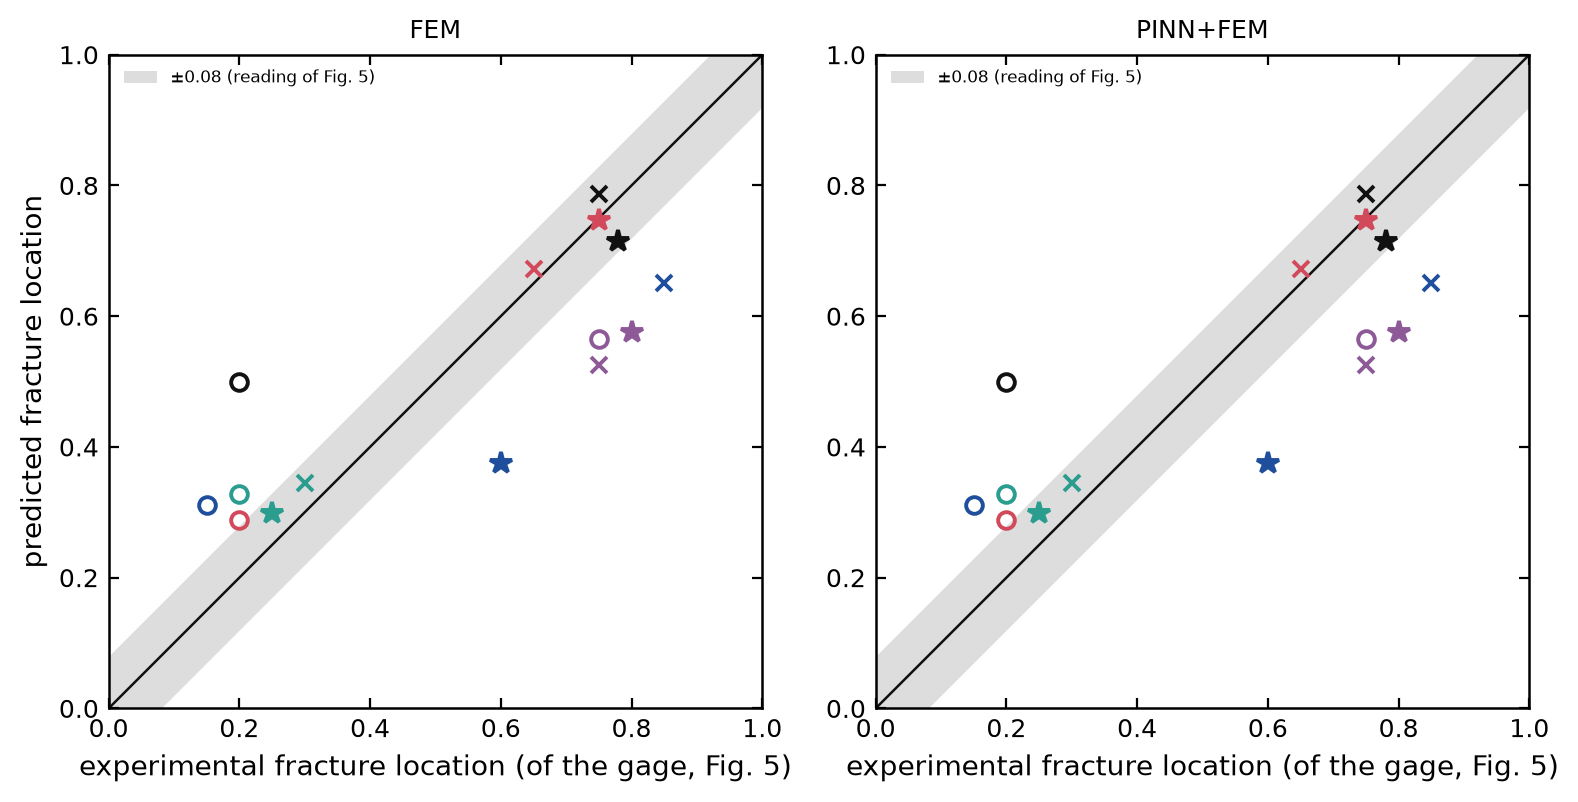 FEM
±0.08 (reading of Fig. 5)
1.0
0.8
0.6
0.4
0.2
0.0
predicted fracture location
0.0 0.2 0.4 0.6 0.8 1.0
experimental fracture location (of the gage, Fig. 5)
PINN+FEM
±0.08 (reading of Fig. 5)
1.0
0.8
0.6
0.4
0.2
0.0
0.0 0.2 0.4 0.6 0.8 1.0
experimental fracture location (of the gage, Fig. 5)